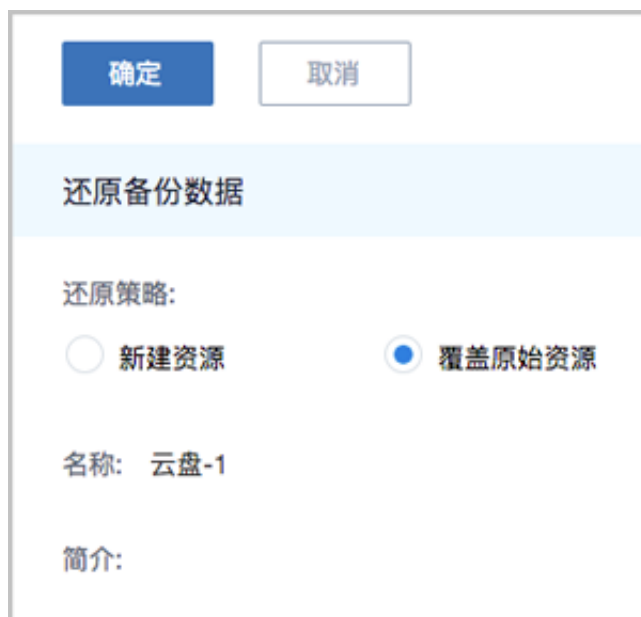 确定 取消
还原备份数据
还原策略:
新建资源 覆盖原始资源
名称: 云盘-1
简介: